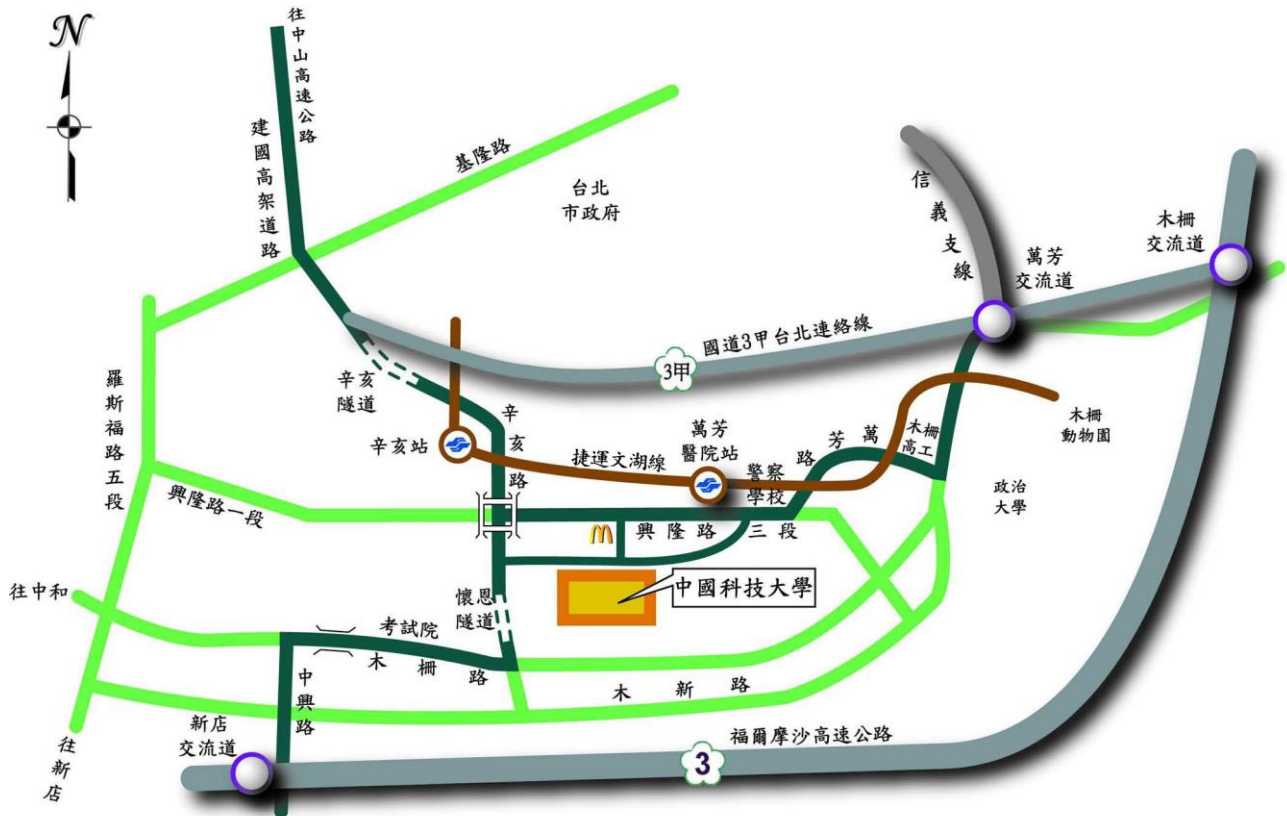 N
往中山高速公路
建國高架道路
基隆路
台北
市政府
信義支線
木柵
交流道
萬芳
交流道
國道3甲台北連絡線
3甲
羅斯福路五段
辛亥
隧道
辛亥路
辛亥站
捷運文湖線
萬芳
醫院站
警察
學校
萬芳路
木柵
高工
木柵
動物園
政治
大學
興隆路一段
興隆路三段
中國科技大學
往中和
懷恩
隧道
考試院
木柵路
中興路
木新路
新店
交流道
往新店
福爾摩沙高速公路
3